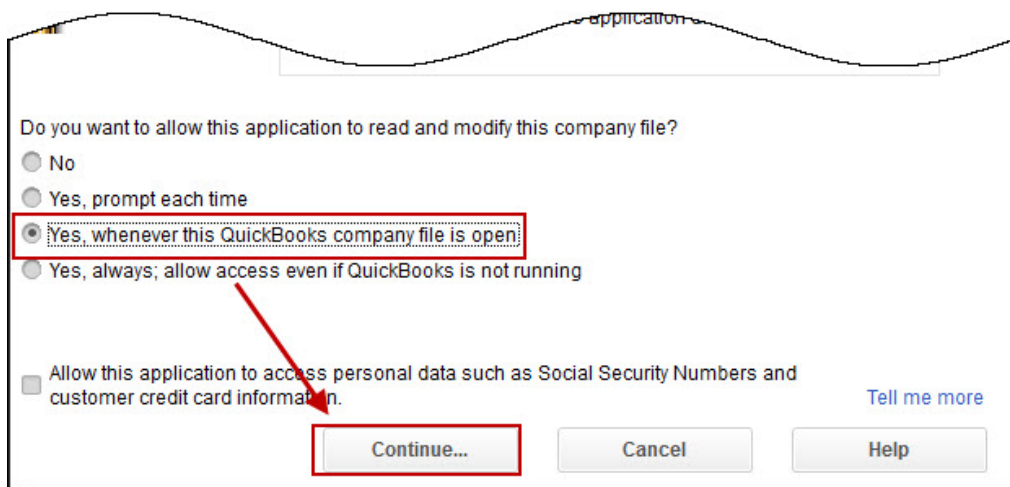 application
Do you want to allow this application to read and modify this company file?
No
Yes, prompt each time
Yes, whenever this QuickBooks company file is open
Yes, always; allow access even if QuickBooks is not running
Allow this application to access personal data such as Social Security Numbers and
customer credit card information.
Tell me more
Continue...
Cancel
Help